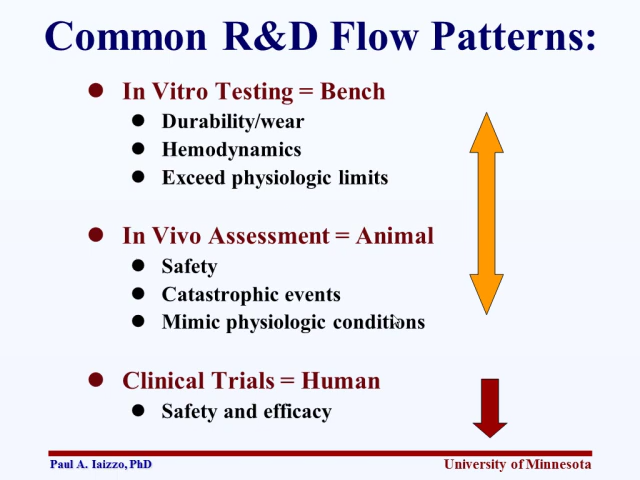 Common R&D Flow Patterns:
In Vitro Testing = Bench
Durability/wear
Hemodynamics
Exceed physiologic limits
In Vivo Assessment = Animal
Safety
Catastrophic events
Mimic physiologic conditions
Clinical Trials = Human
Safety and efficacy
Paul A. Iaizzo, PhD
University of Minnesota